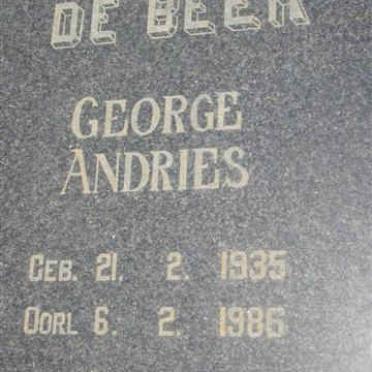 DE BEER
GEORGE
ANDRIES
GEB. 21. 2. 1935
OORL 6. 2. 1986